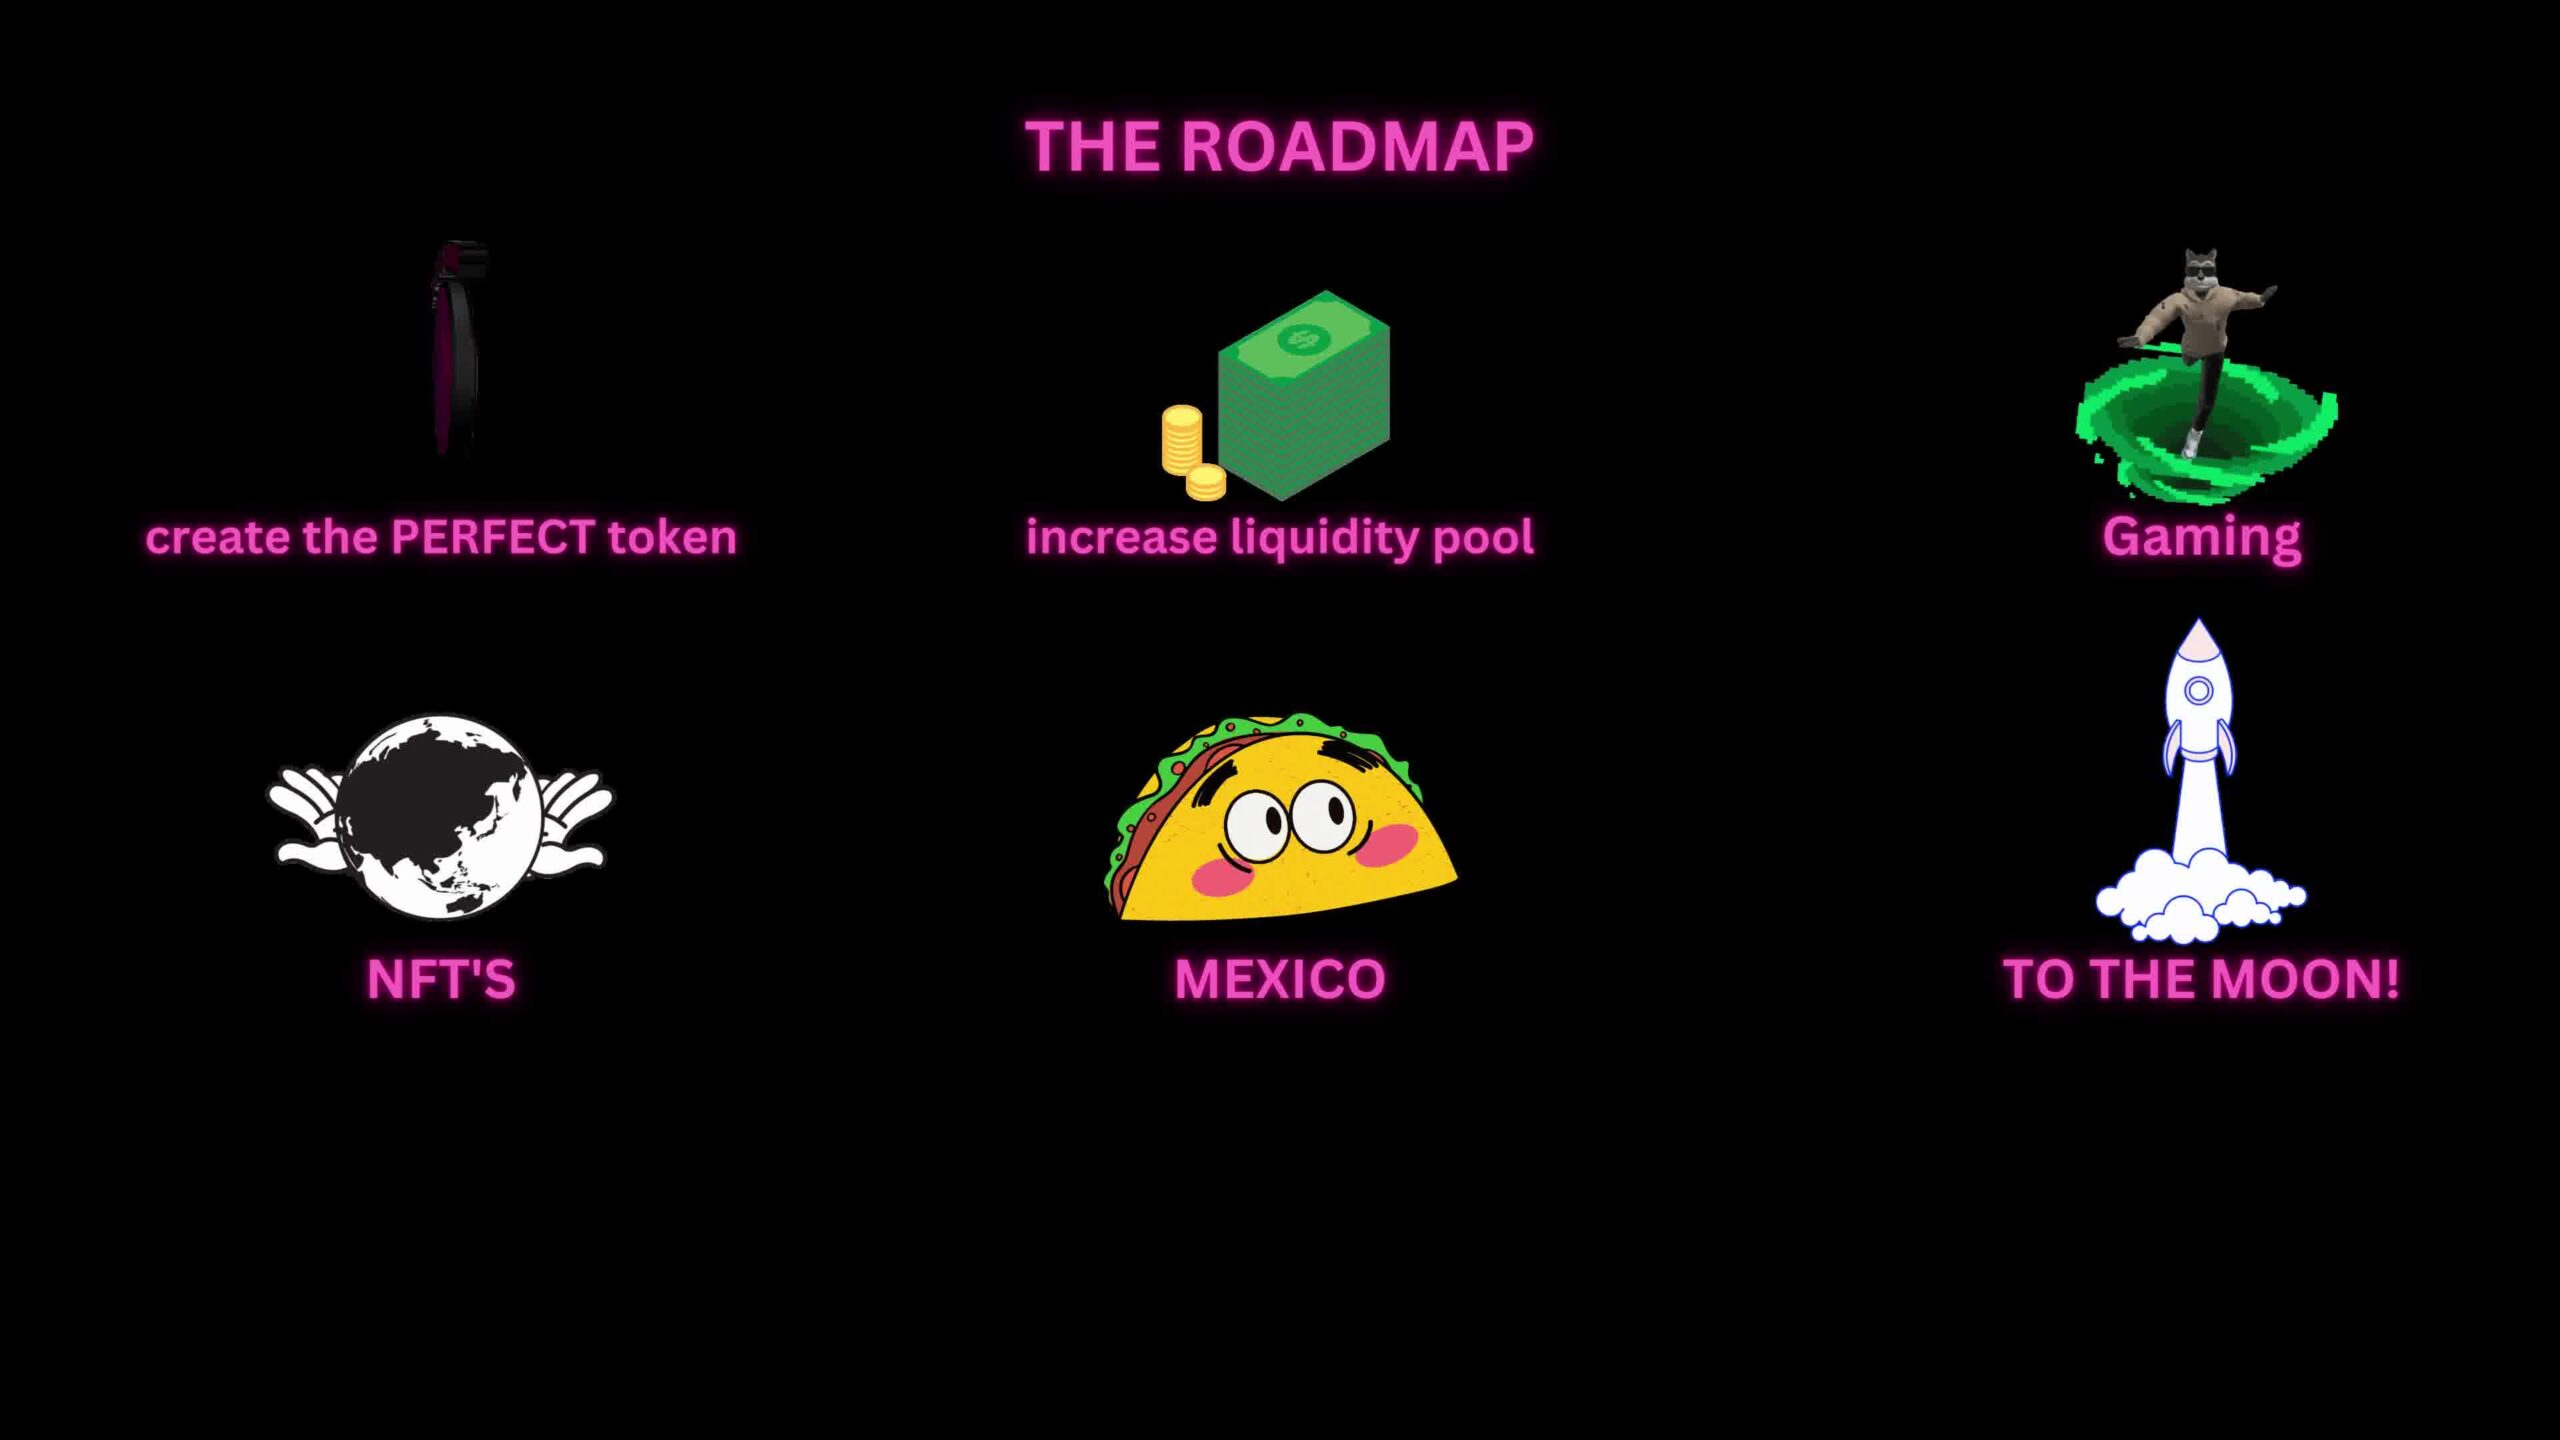 THE ROADMAP
create the PERFECT token
increase liquidity pool
Gaming
NFT'S
MEXICO
TO THE MOON!